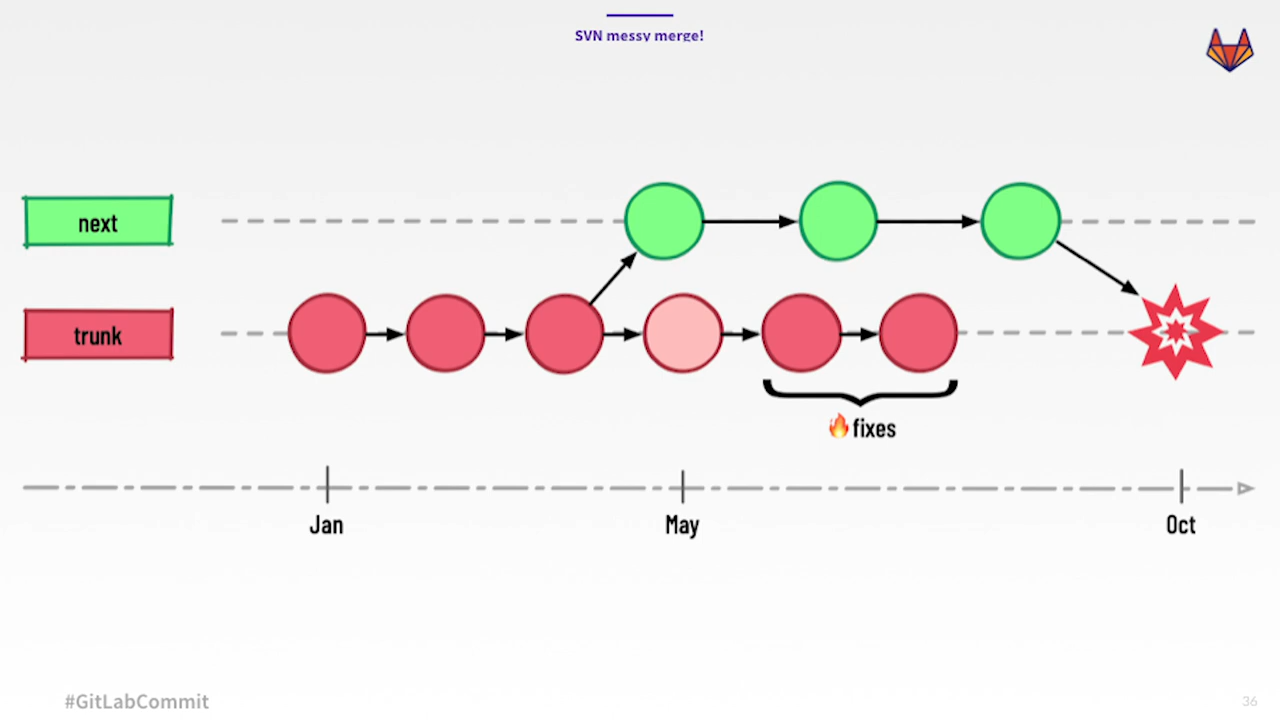 SVN messy merge!
next
trunk
🔥fixes
Jan
May
Oct
#GitLabCommit
36